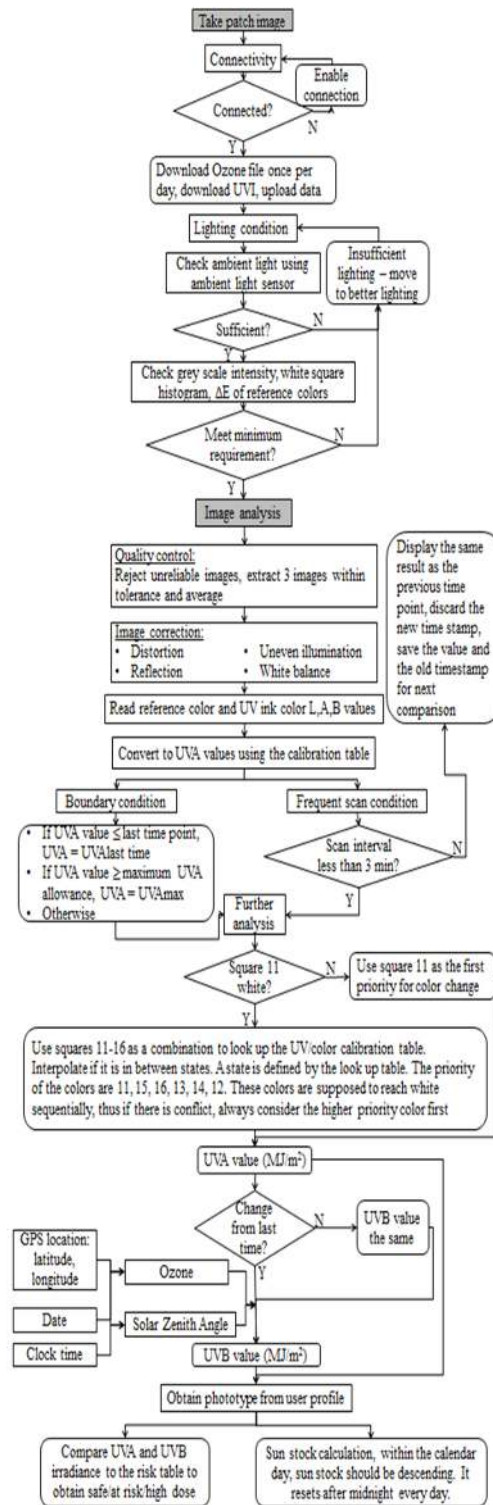 Take patch image
Connectivity
Enable
connection
Connected?
N
Y
Download Ozone file once per
day, download UVI, upload data
Lighting condition
Insufficient
lighting – move
to better lighting
Check ambient light using
ambient light sensor
Sufficient?
N
Y
Check grey scale intensity, white square
histogram, ΔE of reference colors
Meet minimum
requirement?
N
Y
Image analysis
Quality control:
Reject unreliable images, extract 3 images within
tolerance and average
Display the same
result as the
previous time
point, discard the
new time stamp,
save the value and
the old timestamp
for next
comparison
Image correction:
• Distortion
• Uneven illumination
• Reflection
• White balance
Read reference color and UV ink color L,A,B values
Convert to UVA values using the calibration table
Boundary condition
Frequent scan condition
• If UVA value ≤ last time point,
UVA = UVAlast time
• If UVA value ≥ maximum UVA
allowance, UVA = UVAmax
• Otherwise
Scan interval
less than 3 min?
N
Y
Further
analysis
Square 11
white?
N
Use square 11 as the first
priority for color change
Y
Use squares 11-16 as a combination to look up the UV/color calibration table.
Interpolate if it is in between states. A state is defined by the look up table. The priority
of the colors are 11, 15, 16, 13, 14, 12. These colors are supposed to reach white
sequentially, thus if there is conflict, always consider the higher priority color first
UVA value (MJ/m²)
Change
from last
time?
N
UVB value
the same
Y
GPS location:
latitude,
longitude
Ozone
Date
Solar Zenith Angle
Clock time
UVB value (MJ/m²)
Obtain phototype from user profile
Compare UVA and UVB
irradiance to the risk table to
obtain safe/at risk/high dose
Sun stock calculation, within the calendar
day, sun stock should be descending. It
resets after midnight every day.